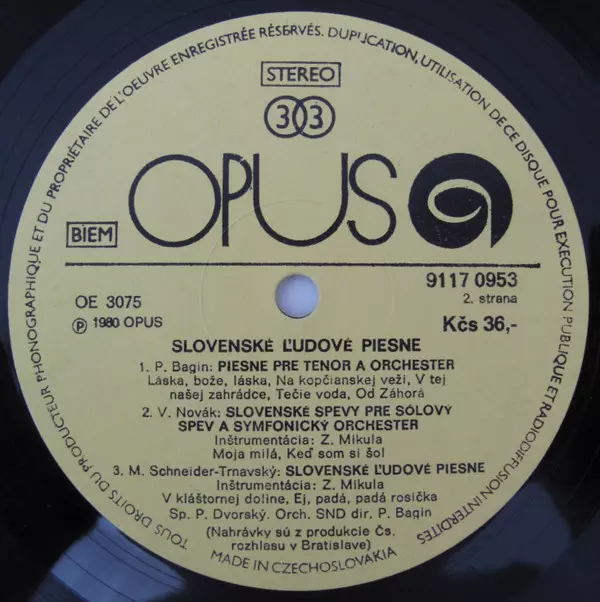 TOUS DROITS DU PRODUCTEUR PHONOGRAPHIQUE ET DU PROPRIÉTAIRE DE L'OEUVRE ENREGISTRÉE RÉSERVÉS. DUPLICATION, UTILISATION DE CE DISQUE POUR EXECUTION PUBLIQUE ET RADIODIFFUSION INTERDITES
STEREO
33
OPUS
BIEM
OE 3075
9117 0953
2. strana
Ⓟ 1980 OPUS
Kčs 36,-
SLOVENSKÉ ĽUDOVÉ PIESNE
1. P. Bagin: PIESNE PRE TENOR A ORCHESTER
Láska, bože, láska, Na kopčianskej veži, V tej
našej zahrádce, Tečie voda, Od Záhorá
2. V. Novák: SLOVENSKÉ SPEVY PRE SÓLOVÝ
SPEV A SYMFONICKÝ ORCHESTER
Inštrumentácia: Z. Mikula
Moja milá, Keď som si šol
3. M. Schneider-Trnavský: SLOVENSKÉ ĽUDOVÉ PIESNE
Inštrumentácia: Z. Mikula
V kláštornej doline, Ej, padá, padá rosička
Sp. P. Dvorský. Orch. SND dir. P. Bagin
(Nahrávky sú z produkcie Čs.
rozhlasu v Bratislave)
MADE IN CZECHOSLOVAKIA